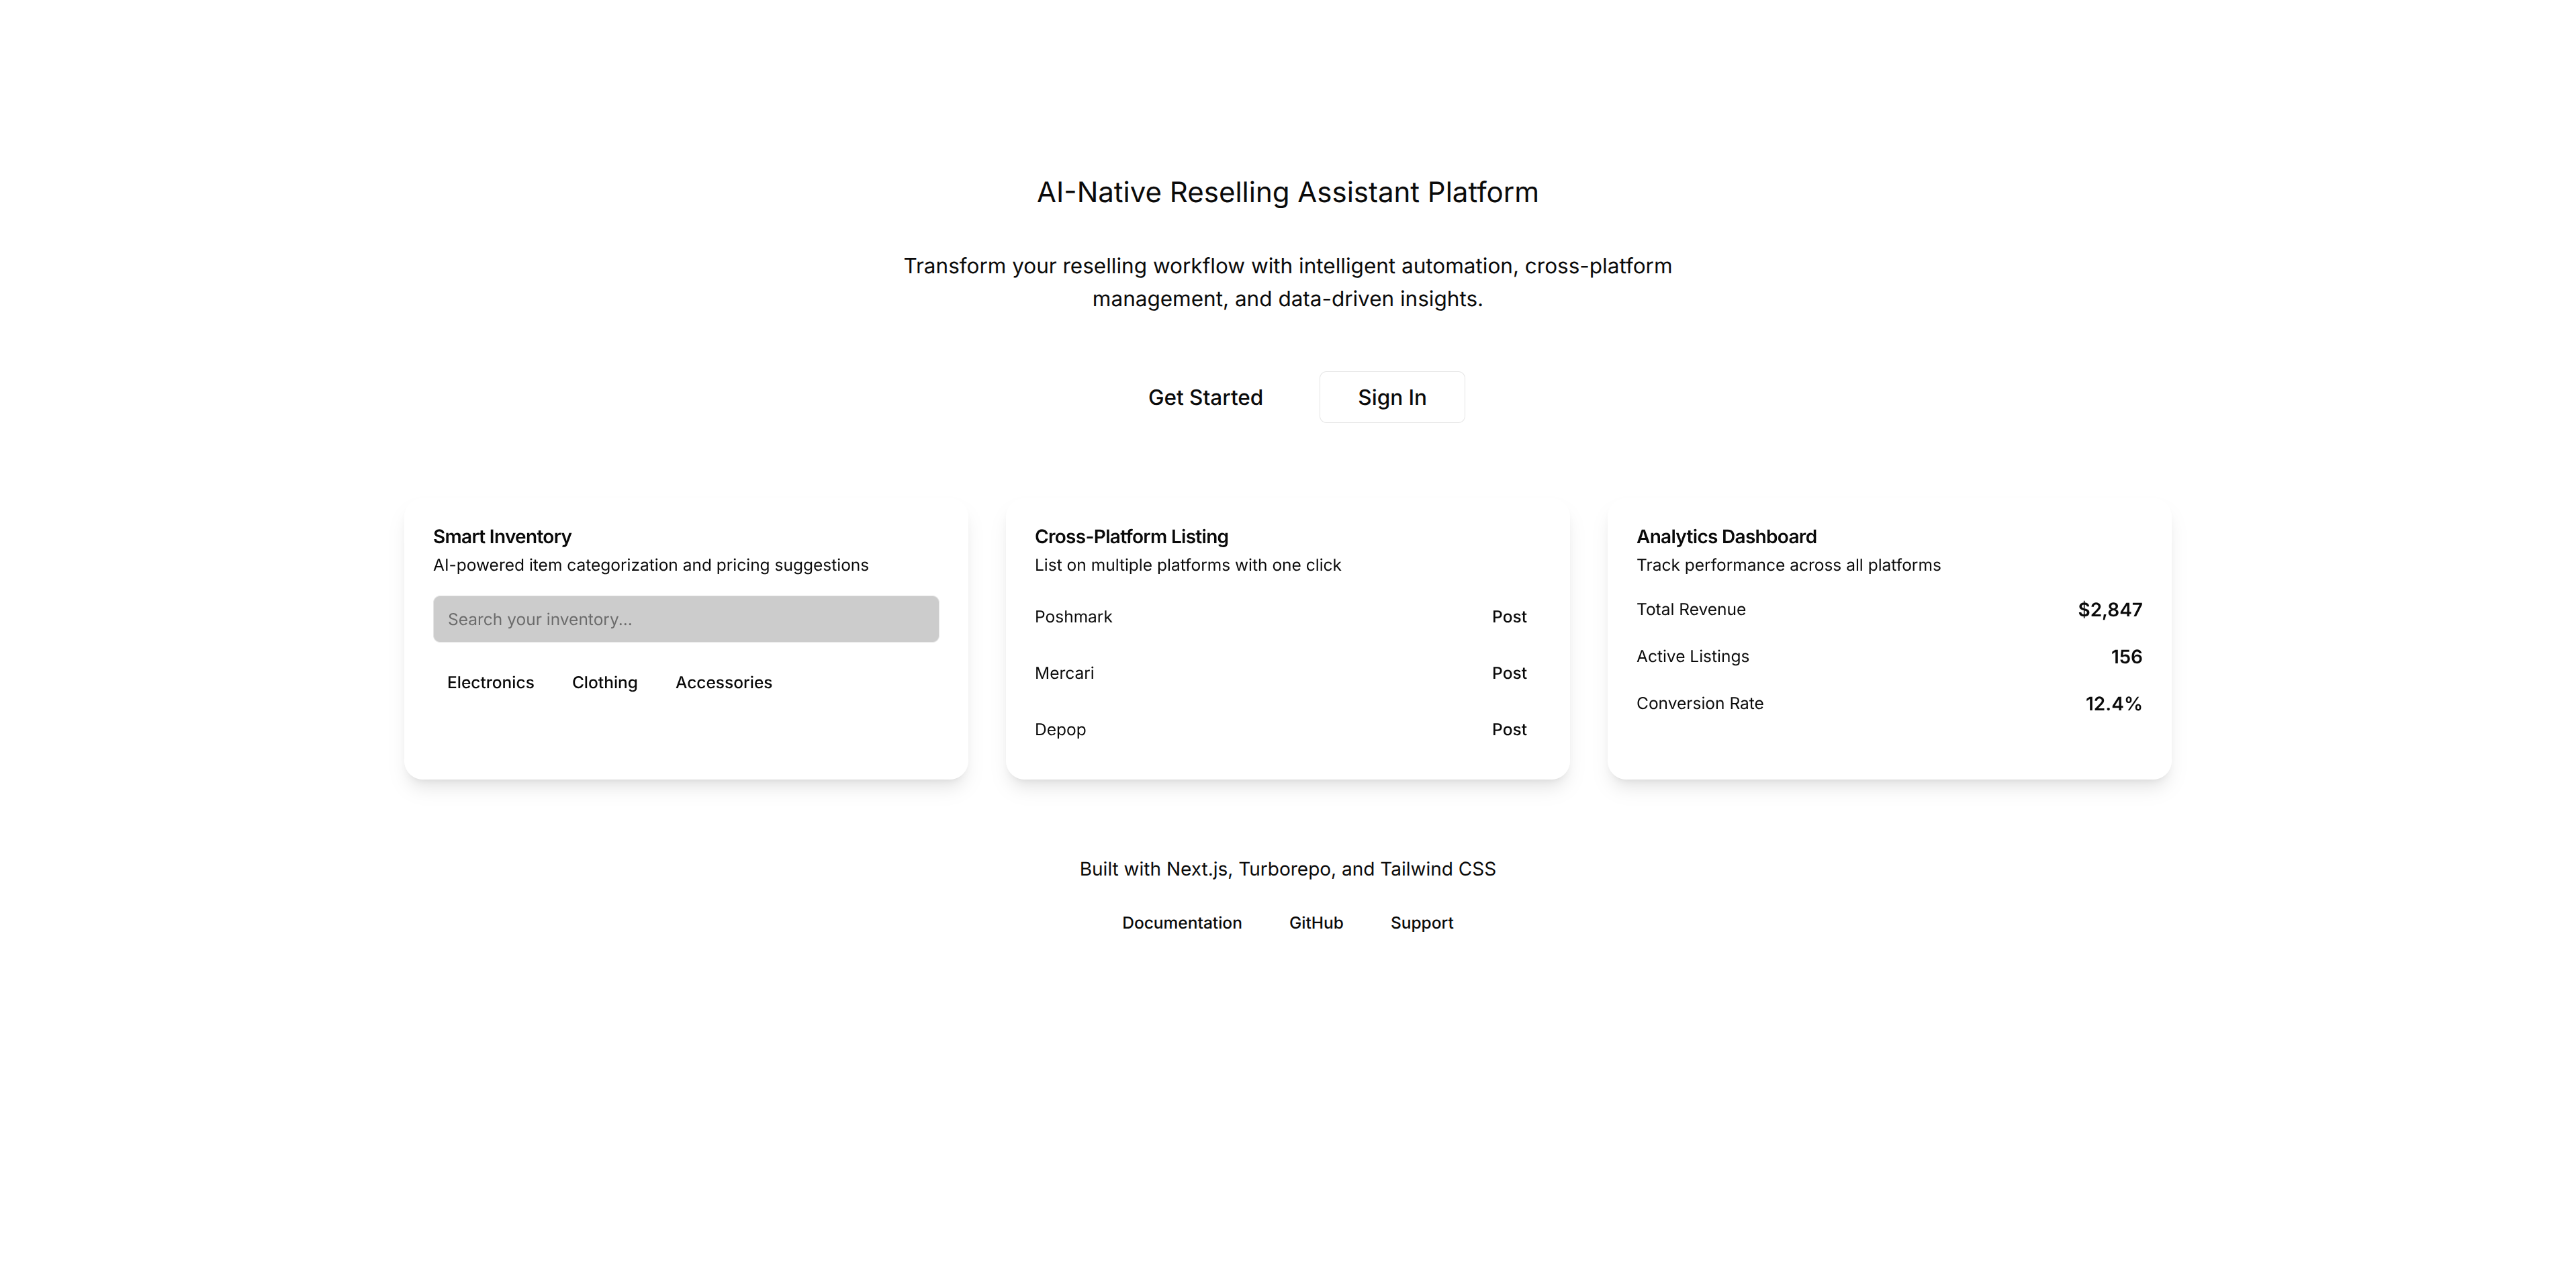 AI-Native Reselling Assistant Platform
Transform your reselling workflow with intelligent automation, cross-platform
management, and data-driven insights.
Get Started
Sign In
Smart Inventory
AI-powered item categorization and pricing suggestions
Search your inventory...
Electronics
Clothing
Accessories
Cross-Platform Listing
List on multiple platforms with one click
Poshmark
Post
Mercari
Post
Depop
Post
Analytics Dashboard
Track performance across all platforms
Total Revenue
$2,847
Active Listings
156
Conversion Rate
12.4%
Built with Next.js, Turborepo, and Tailwind CSS
Documentation
GitHub
Support